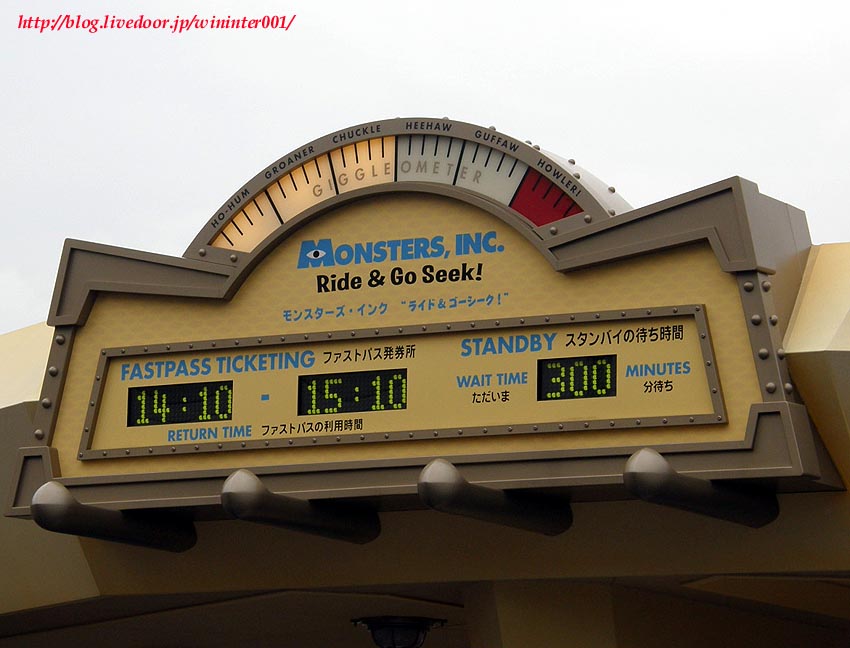 http://blog.livedoor.jp/wininter001/
HO-HUM GROANER CHUCKLE HEEHAW GUFFAW HOWLER!
GIGGLEOMETER
MONSTERS, INC.
Ride & Go Seek!
モンスターズ・インク "ライド&ゴーシーク!"
FASTPASS TICKETING ファストパス発券所
14:10 - 15:10
RETURN TIME ファストパスの利用時間
STANDBY スタンバイの待ち時間
WAIT TIME 300 MINUTES
ただいま 分待ち